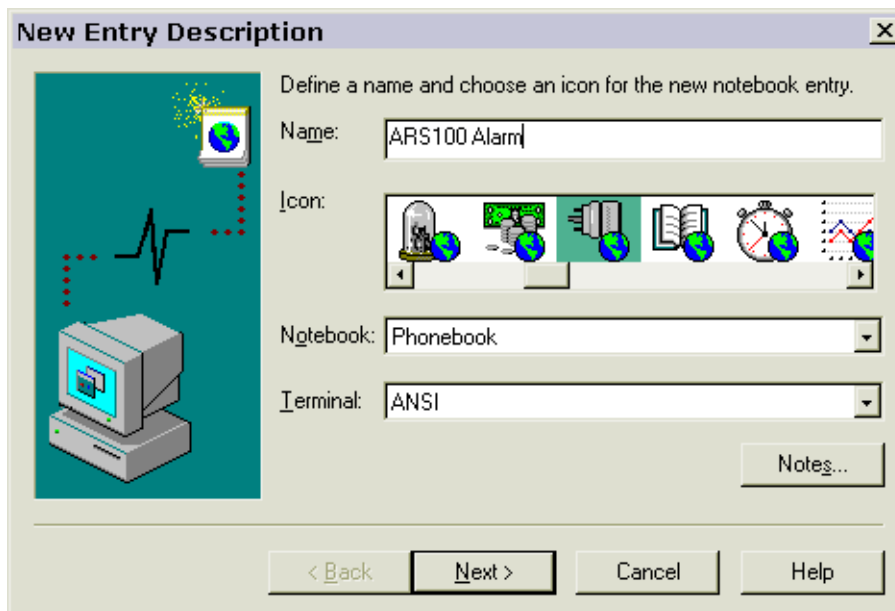 New Entry Description
Define a name and choose an icon for the new notebook entry.
Name: ARS100 Alarm
Icon:
Notebook: Phonebook
Terminal: ANSI
Notes...
< Back Next > Cancel Help